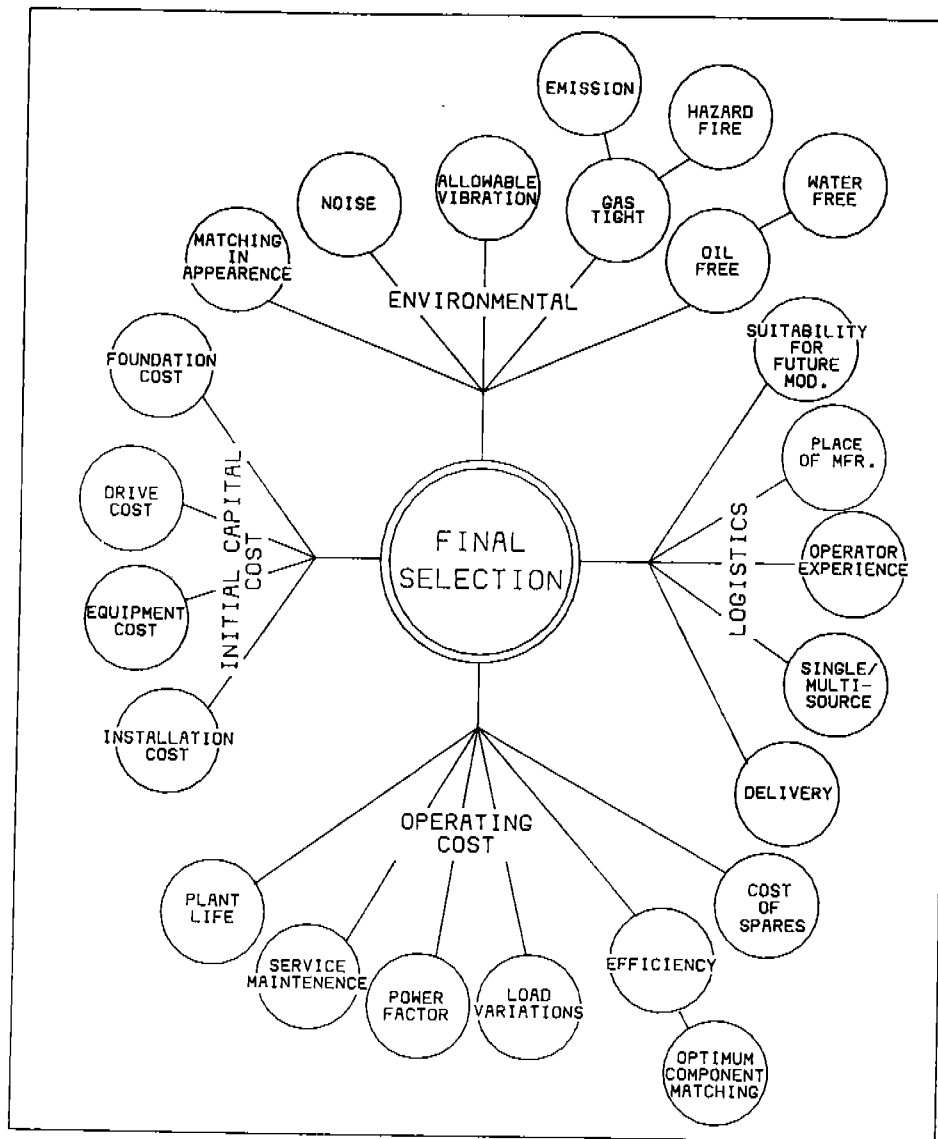 EMISSION
HAZARD
FIRE
ALLOWABLE
VIBRATION
NOISE
GAS
TIGHT
WATER
FREE
MATCHING
IN
APPEARENCE
OIL
FREE
ENVIRONMENTAL
FOUNDATION
COST
DRIVE
COST
EQUIPMENT
COST
INSTALLATION
COST
INITIAL CAPITAL
COST
FINAL
SELECTION
SUITABILITY
FOR
FUTURE
MOD.
PLACE
OF MFR.
OPERATOR
EXPERIENCE
SINGLE/
MULTI-
SOURCE
DELIVERY
LOGISTICS
OPERATING
COST
PLANT
LIFE
SERVICE
MAINTENENCE
POWER
FACTOR
LOAD
VARIATIONS
EFFICIENCY
OPTIMUM
COMPONENT
MATCHING
COST
OF
SPARES